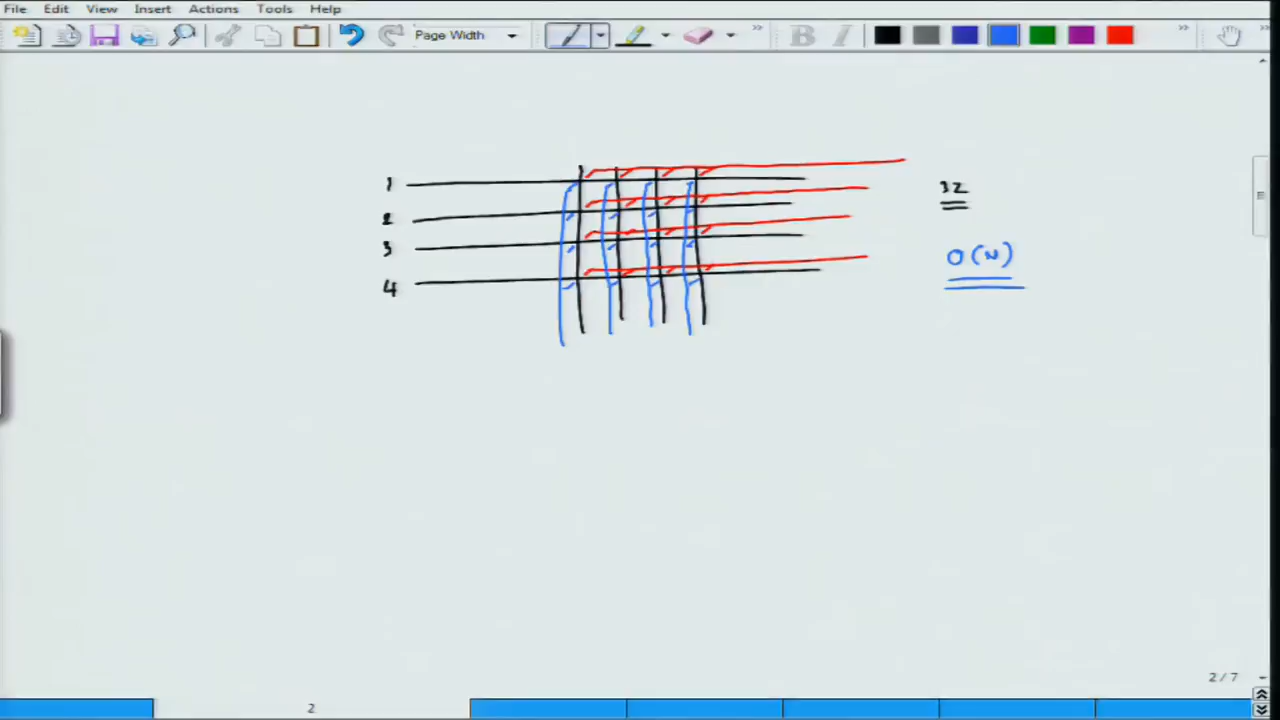 File Edit View Insert Actions Tools Help
Page Width
B I
1
2
3
4
32
O(N)
2 / 7
2